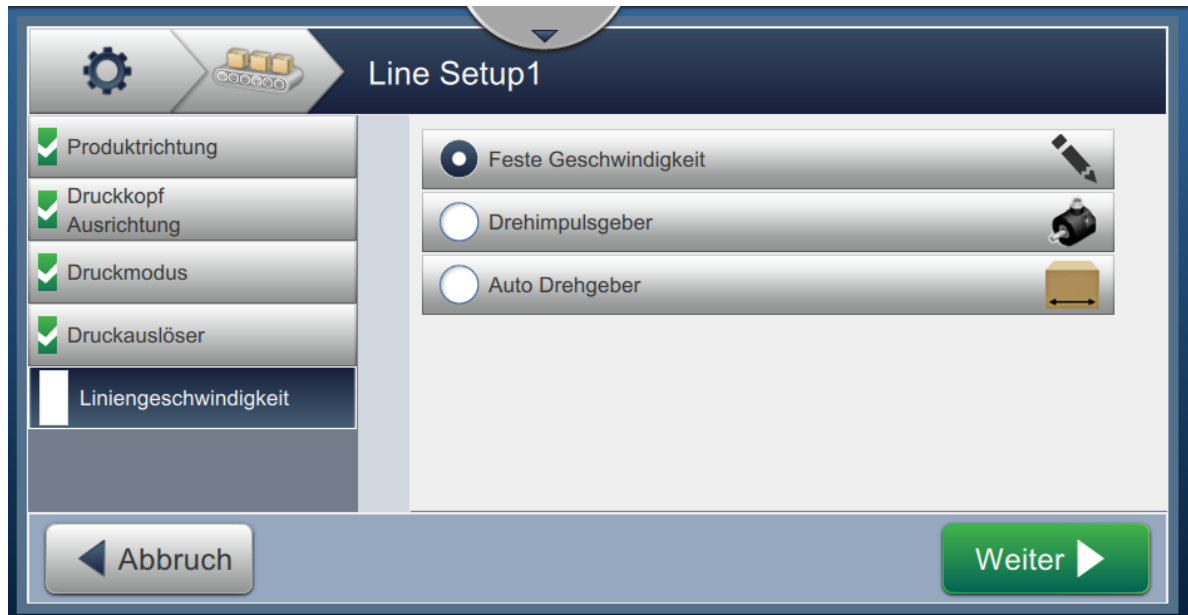 Line Setup1
Produktrichtung
Druckkopf
Ausrichtung
Druckmodus
Druckauslöser
Liniengeschwindigkeit
Feste Geschwindigkeit
Drehimpulsgeber
Auto Drehgeber
Abbruch
Weiter